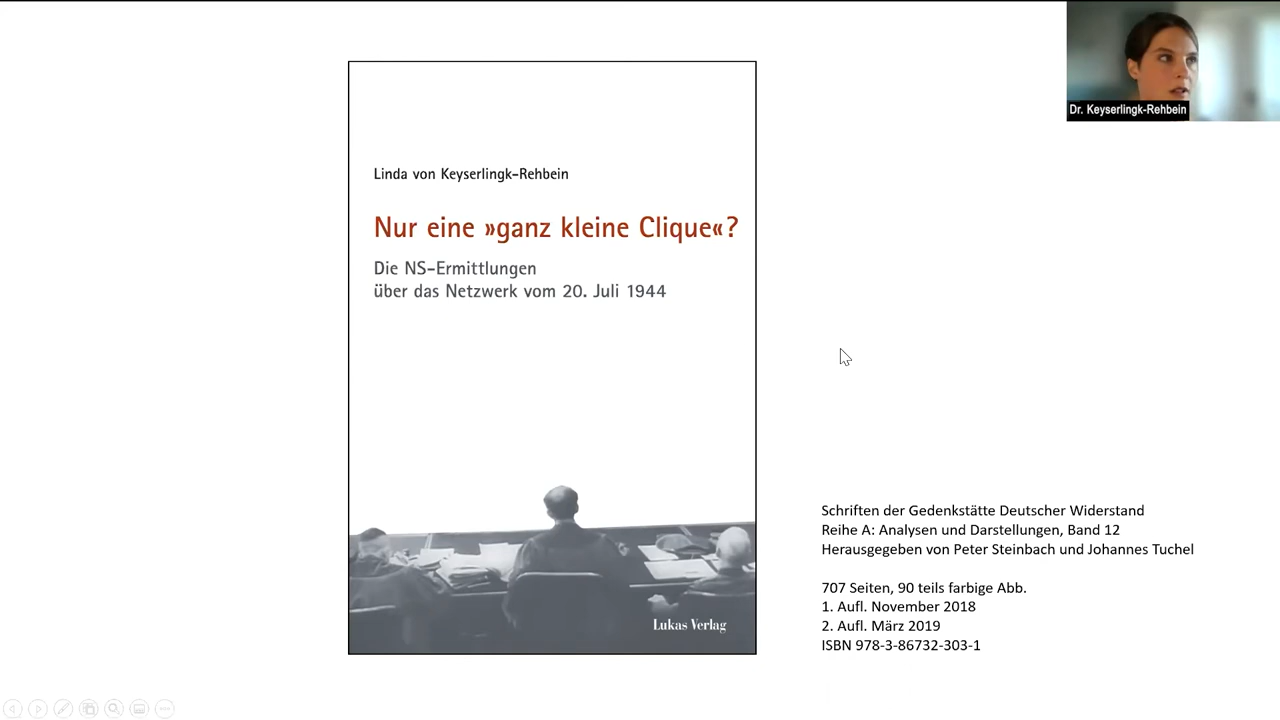 Dr. Keyserlingk-Rehbein
Linda von Keyserlingk-Rehbein
Nur eine »ganz kleine Clique«?
Die NS-Ermittlungen
über das Netzwerk vom 20. Juli 1944
Lukas Verlag
Schriften der Gedenkstätte Deutscher Widerstand
Reihe A: Analysen und Darstellungen, Band 12
Herausgegeben von Peter Steinbach und Johannes Tuchel
707 Seiten, 90 teils farbige Abb.
1. Aufl. November 2018
2. Aufl. März 2019
ISBN 978-3-86732-303-1